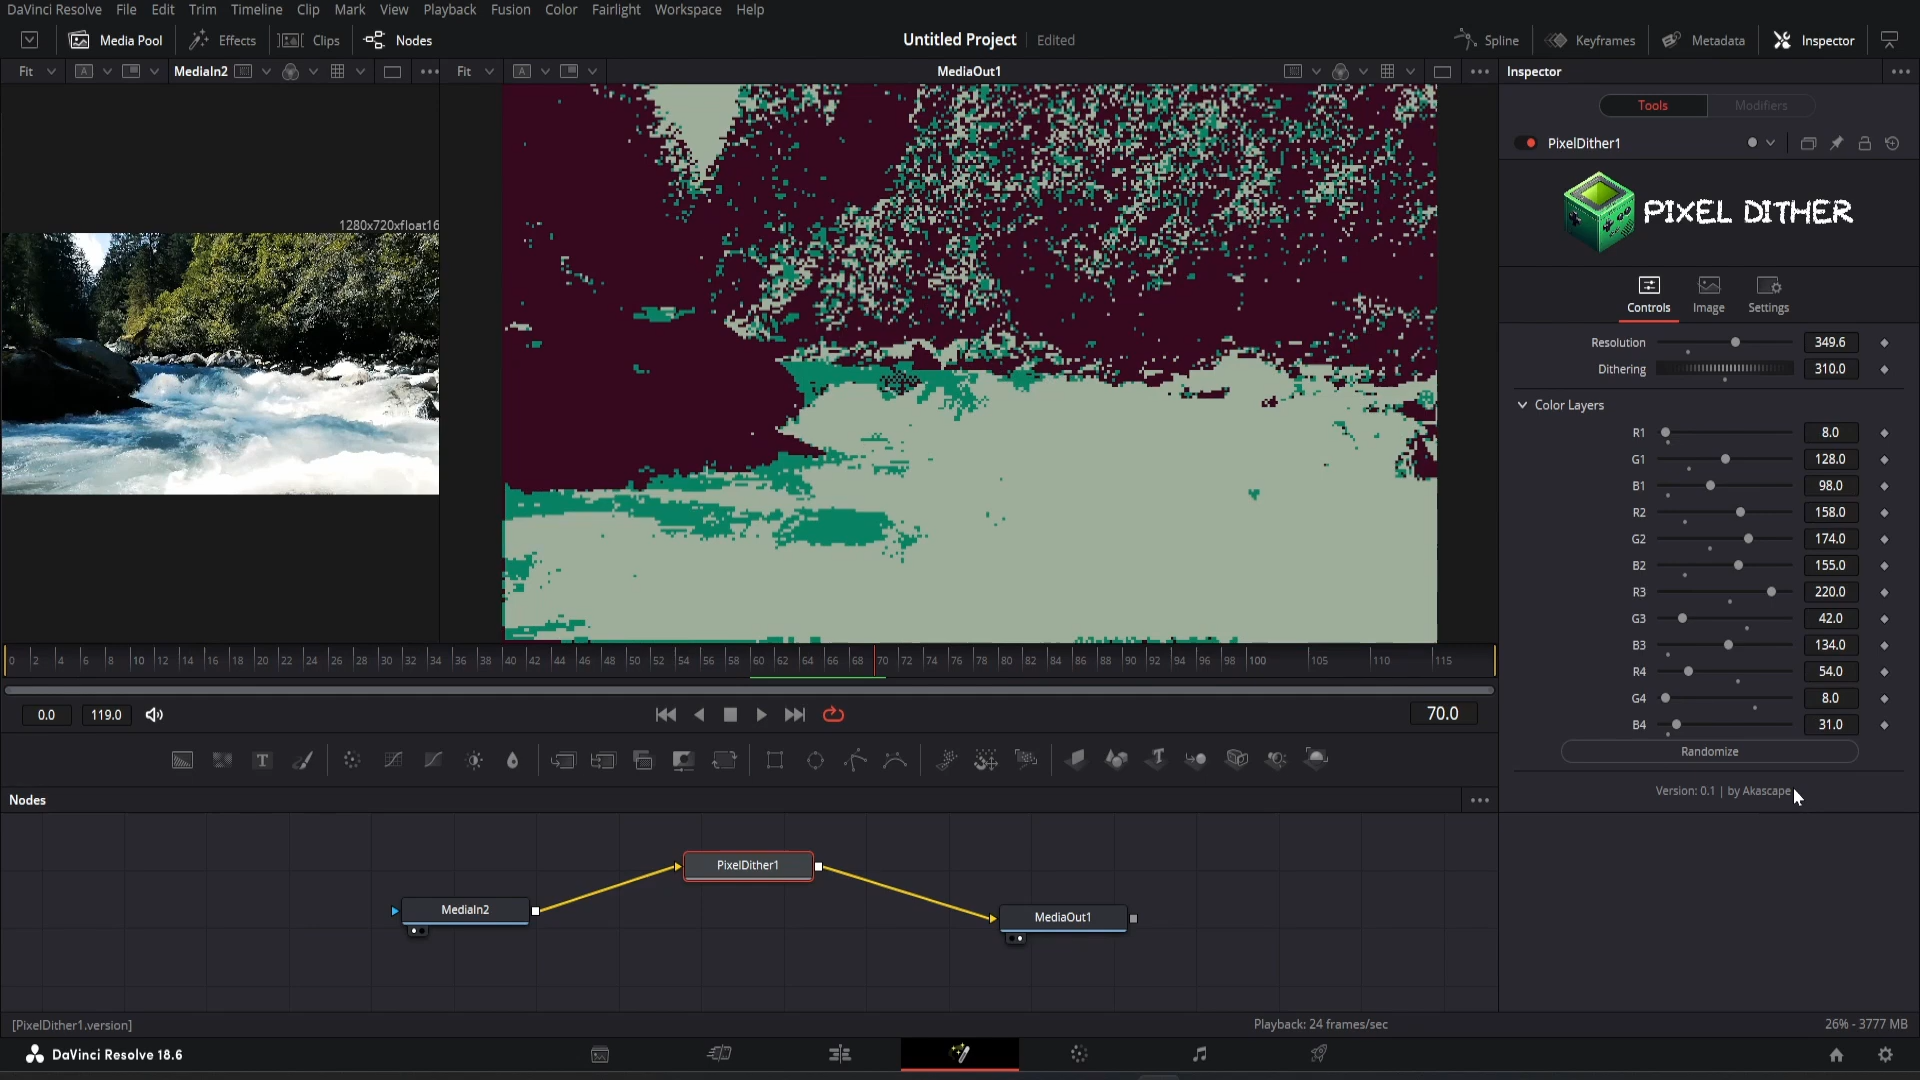 DaVinci Resolve File Edit Trim Timeline Clip Mark View Playback Fusion Color Fairlight Workspace Help
Media Pool Effects Clips Nodes Untitled Project Edited Spline Keyframes Metadata Inspector
Fit A MediaIn2 Fit A MediaOut1 Inspector
Tools Modifiers
PixelDither1
PIXEL DITHER
1280x720xfloat16
Controls Image Settings
Resolution 349.6
Dithering 310.0
Color Layers
R1 8.0
G1 128.0
B1 98.0
R2 158.0
G2 174.0
B2 155.0
R3 220.0
G3 42.0
B3 134.0
R4 54.0
G4 8.0
B4 31.0
Randomize
Version: 0.1 | by Akascape
0 2 4 6 8 10 12 14 16 18 20 22 24 26 28 30 32 34 36 38 40 42 44 46 48 50 52 54 56 58 60 62 64 66 68 70 72 74 76 78 80 82 84 86 88 90 92 94 96 98 100 105 110 115
0.0 119.0 70.0
T T
Nodes
PixelDither1
MediaIn2
MediaOut1
[PixelDither1.version] Playback: 24 frames/sec 26% - 3777 MB
DaVinci Resolve 18.6